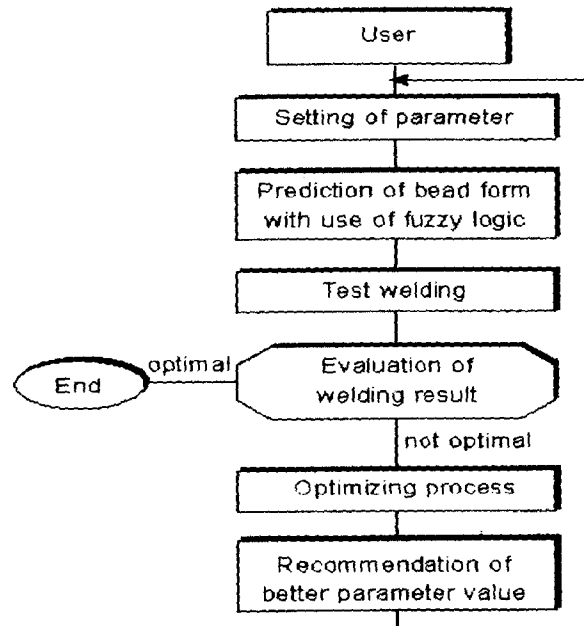 User
Setting of parameter
Prediction of bead form
with use of fuzzy logic
Test welding
optimal
End
Evaluation of
welding result
not optimal
Optimizing process
Recommendation of
better parameter value